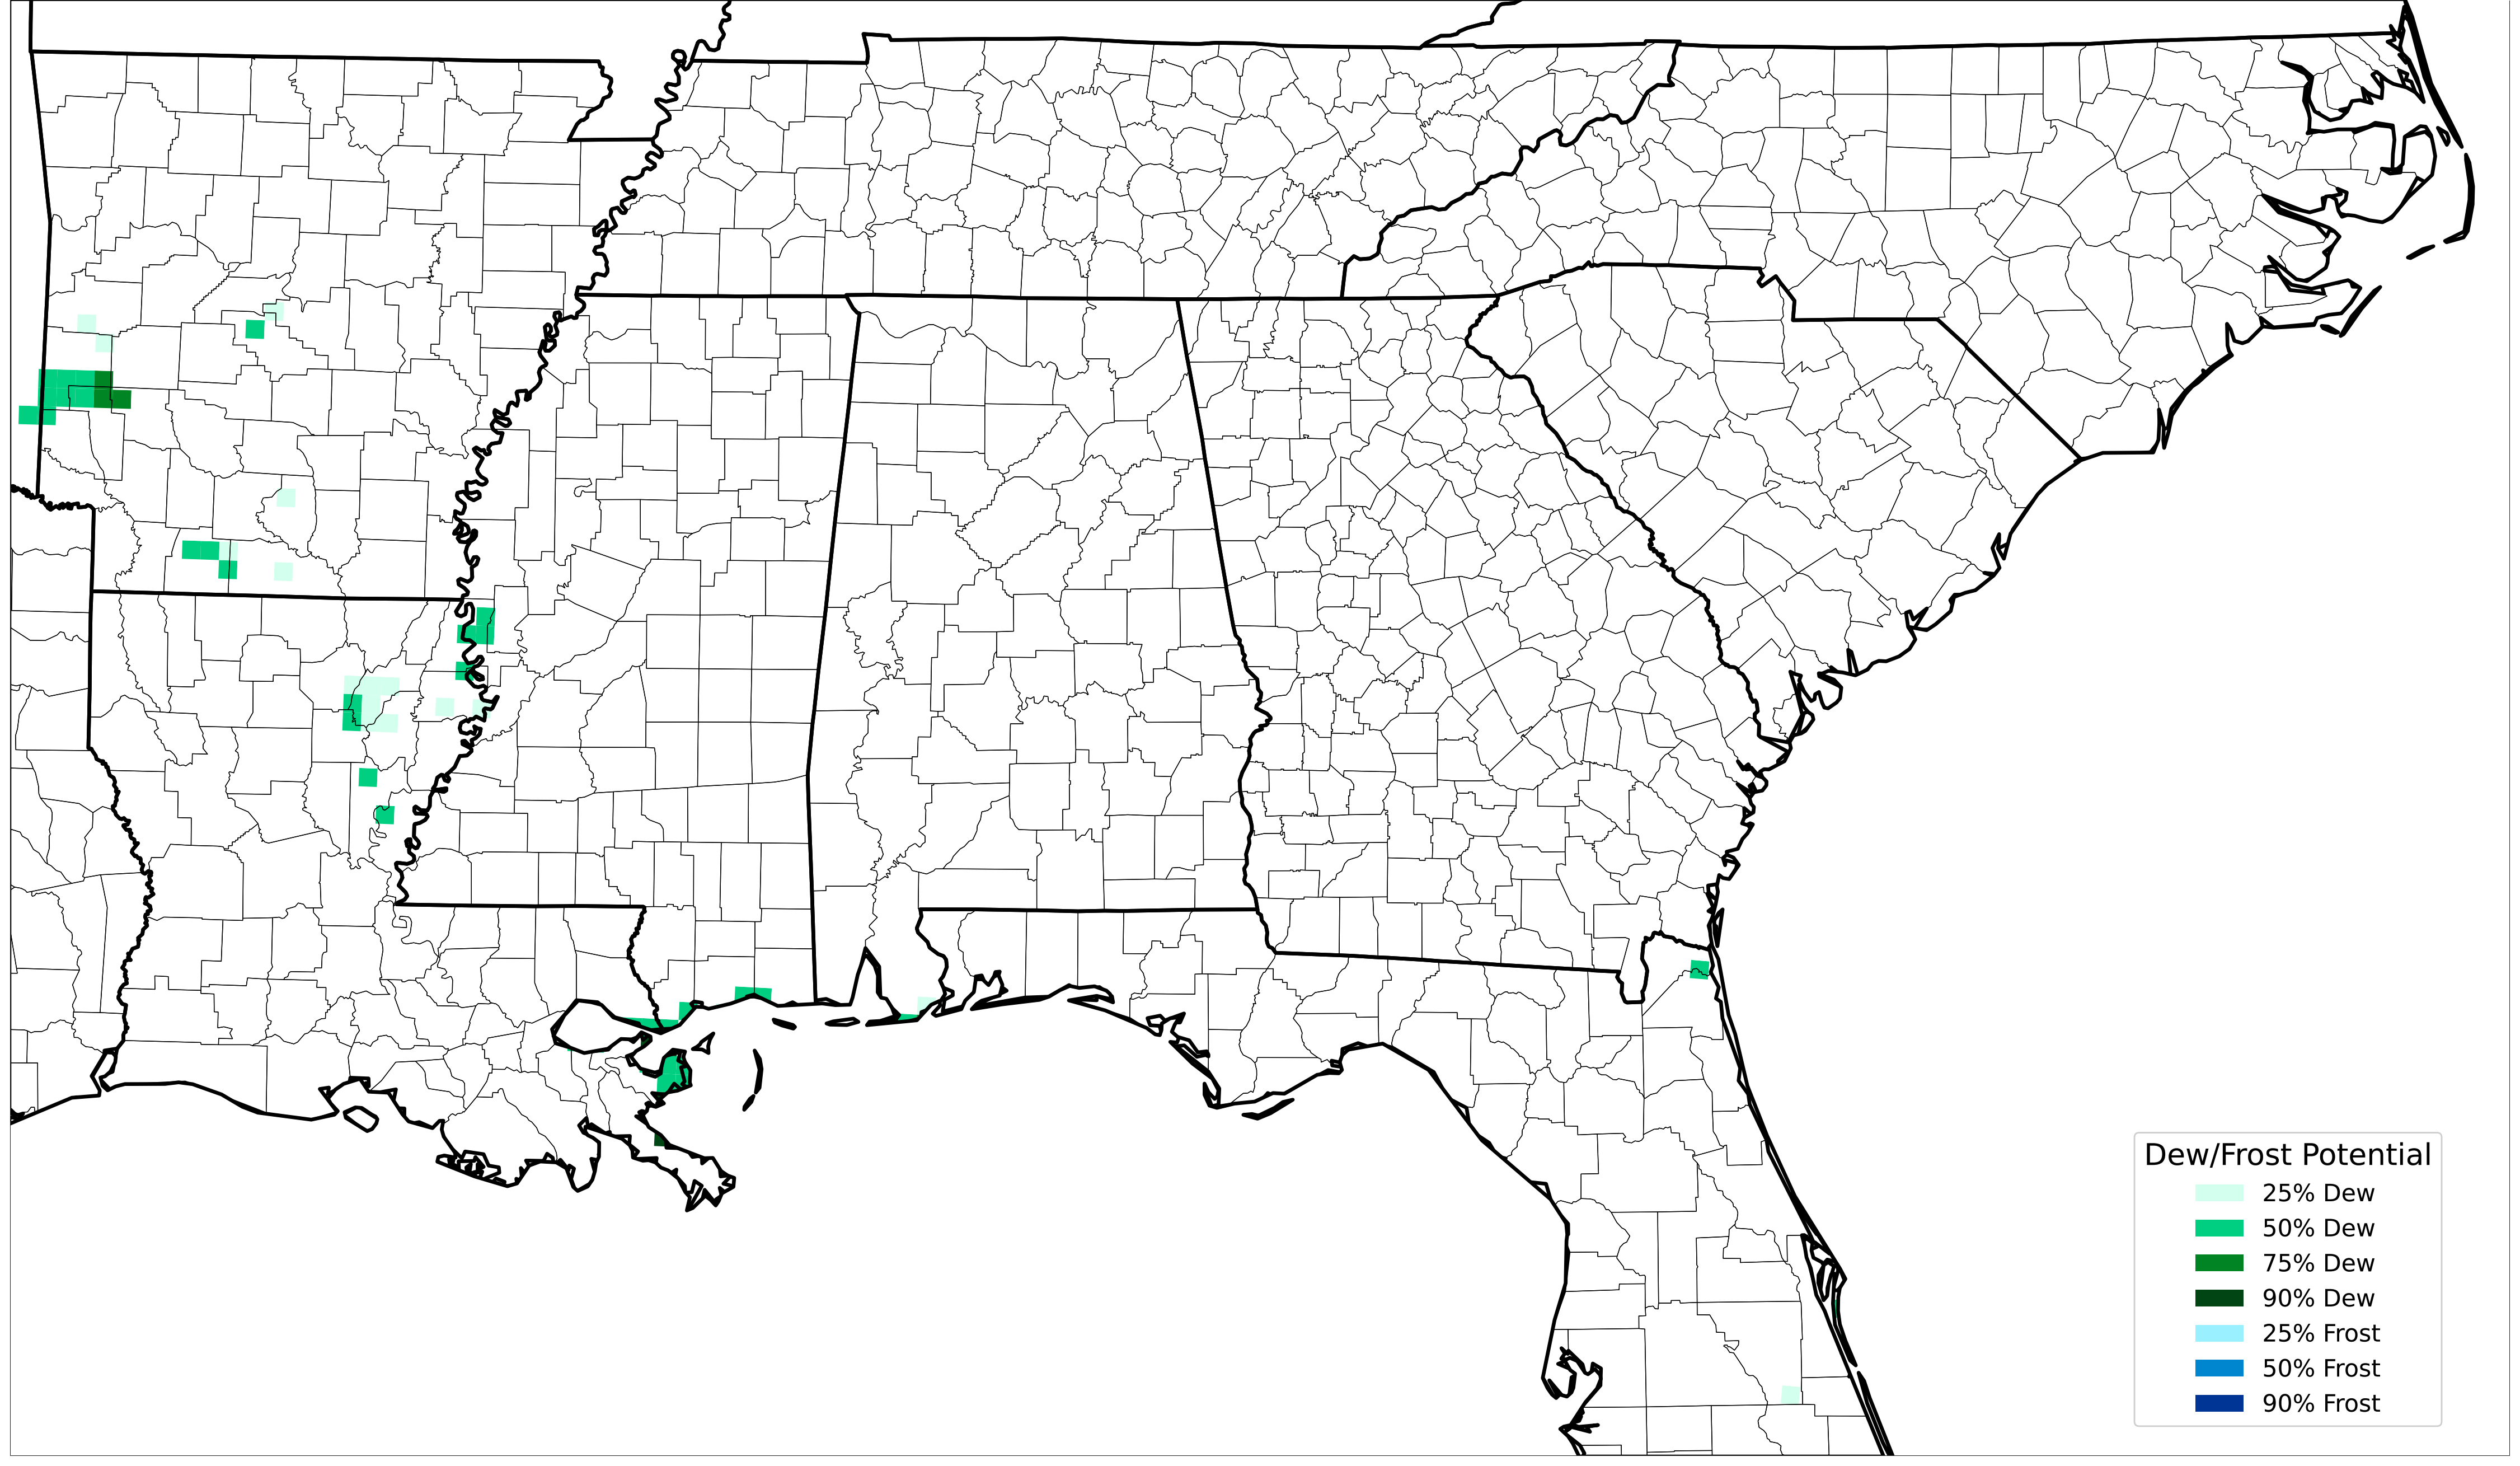 Dew/Frost Potential
25% Dew
50% Dew
75% Dew
90% Dew
25% Frost
50% Frost
90% Frost